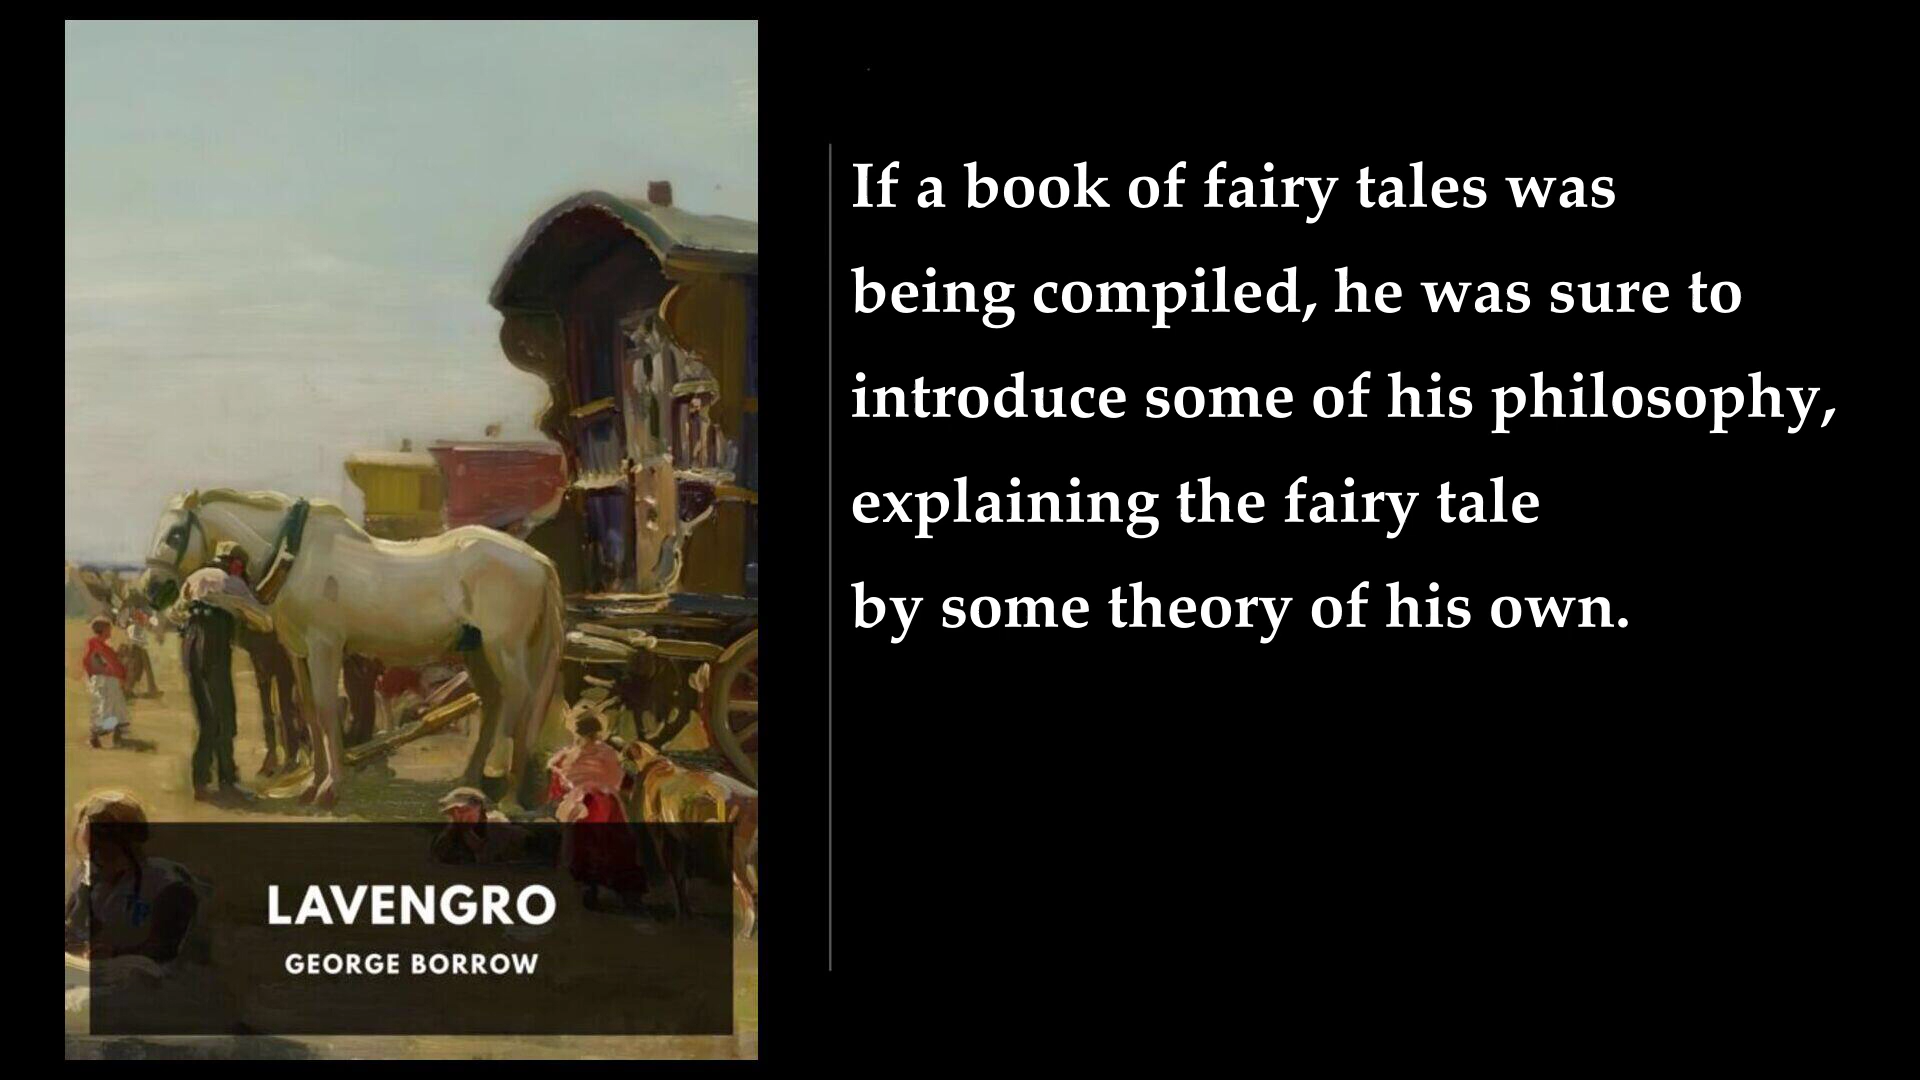 LAVENGRO
GEORGE BORROW
If a book of fairy tales was
being compiled, he was sure to
introduce some of his philosophy,
explaining the fairy tale
by some theory of his own.